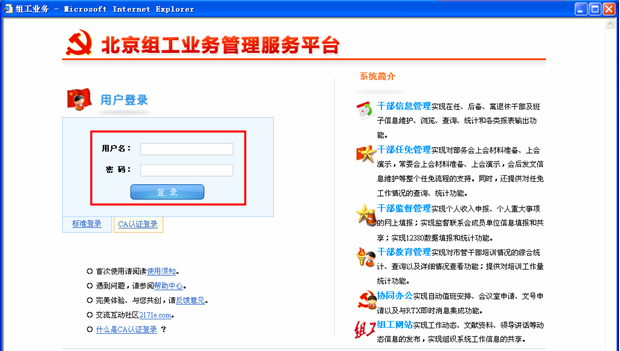 组工业务 - Microsoft Internet Explorer
北京组工业务管理服务平台
用户登录
用户名：
密 码：
登 录
标准登录
CA认证登录
首次使用请阅读使用须知。
遇到问题，请参阅帮助中心。
完美体验、与您共创，请反馈意见。
交流互动社区2171e.com。
什么是CA认证登录 ？
系统简介
干部信息管理实现在任、后备、离退休干部及班
子信息维护、浏览、查询、统计和各类报表输出功
能。
干部任免管理实现对部务会上会材料准备、上会
演示，常委会上会材料准备、上会演示，会后发文信
息维护等整个任免流程的支持。同时，还提供对任免
工作情况的查询、统计功能。
干部监督管理实现个人收入申报、个人重大事项
的网上填报；实现监督联系会成员单位信息填报和共
享；实现12380数据填报和统计功能。
干部教育管理实现对市管干部培训情况的综合统
计、查询以及详细情况查看功能；提供对培训工作量
统计功能。
协同办公实现自动值班安排、会议室申请、文号申
请以及与RTX即时消息集成功能。
组工网站实现工作动态、文献资料、领导讲话等动
态信息的发布，实现组织系统工作信息的共享。